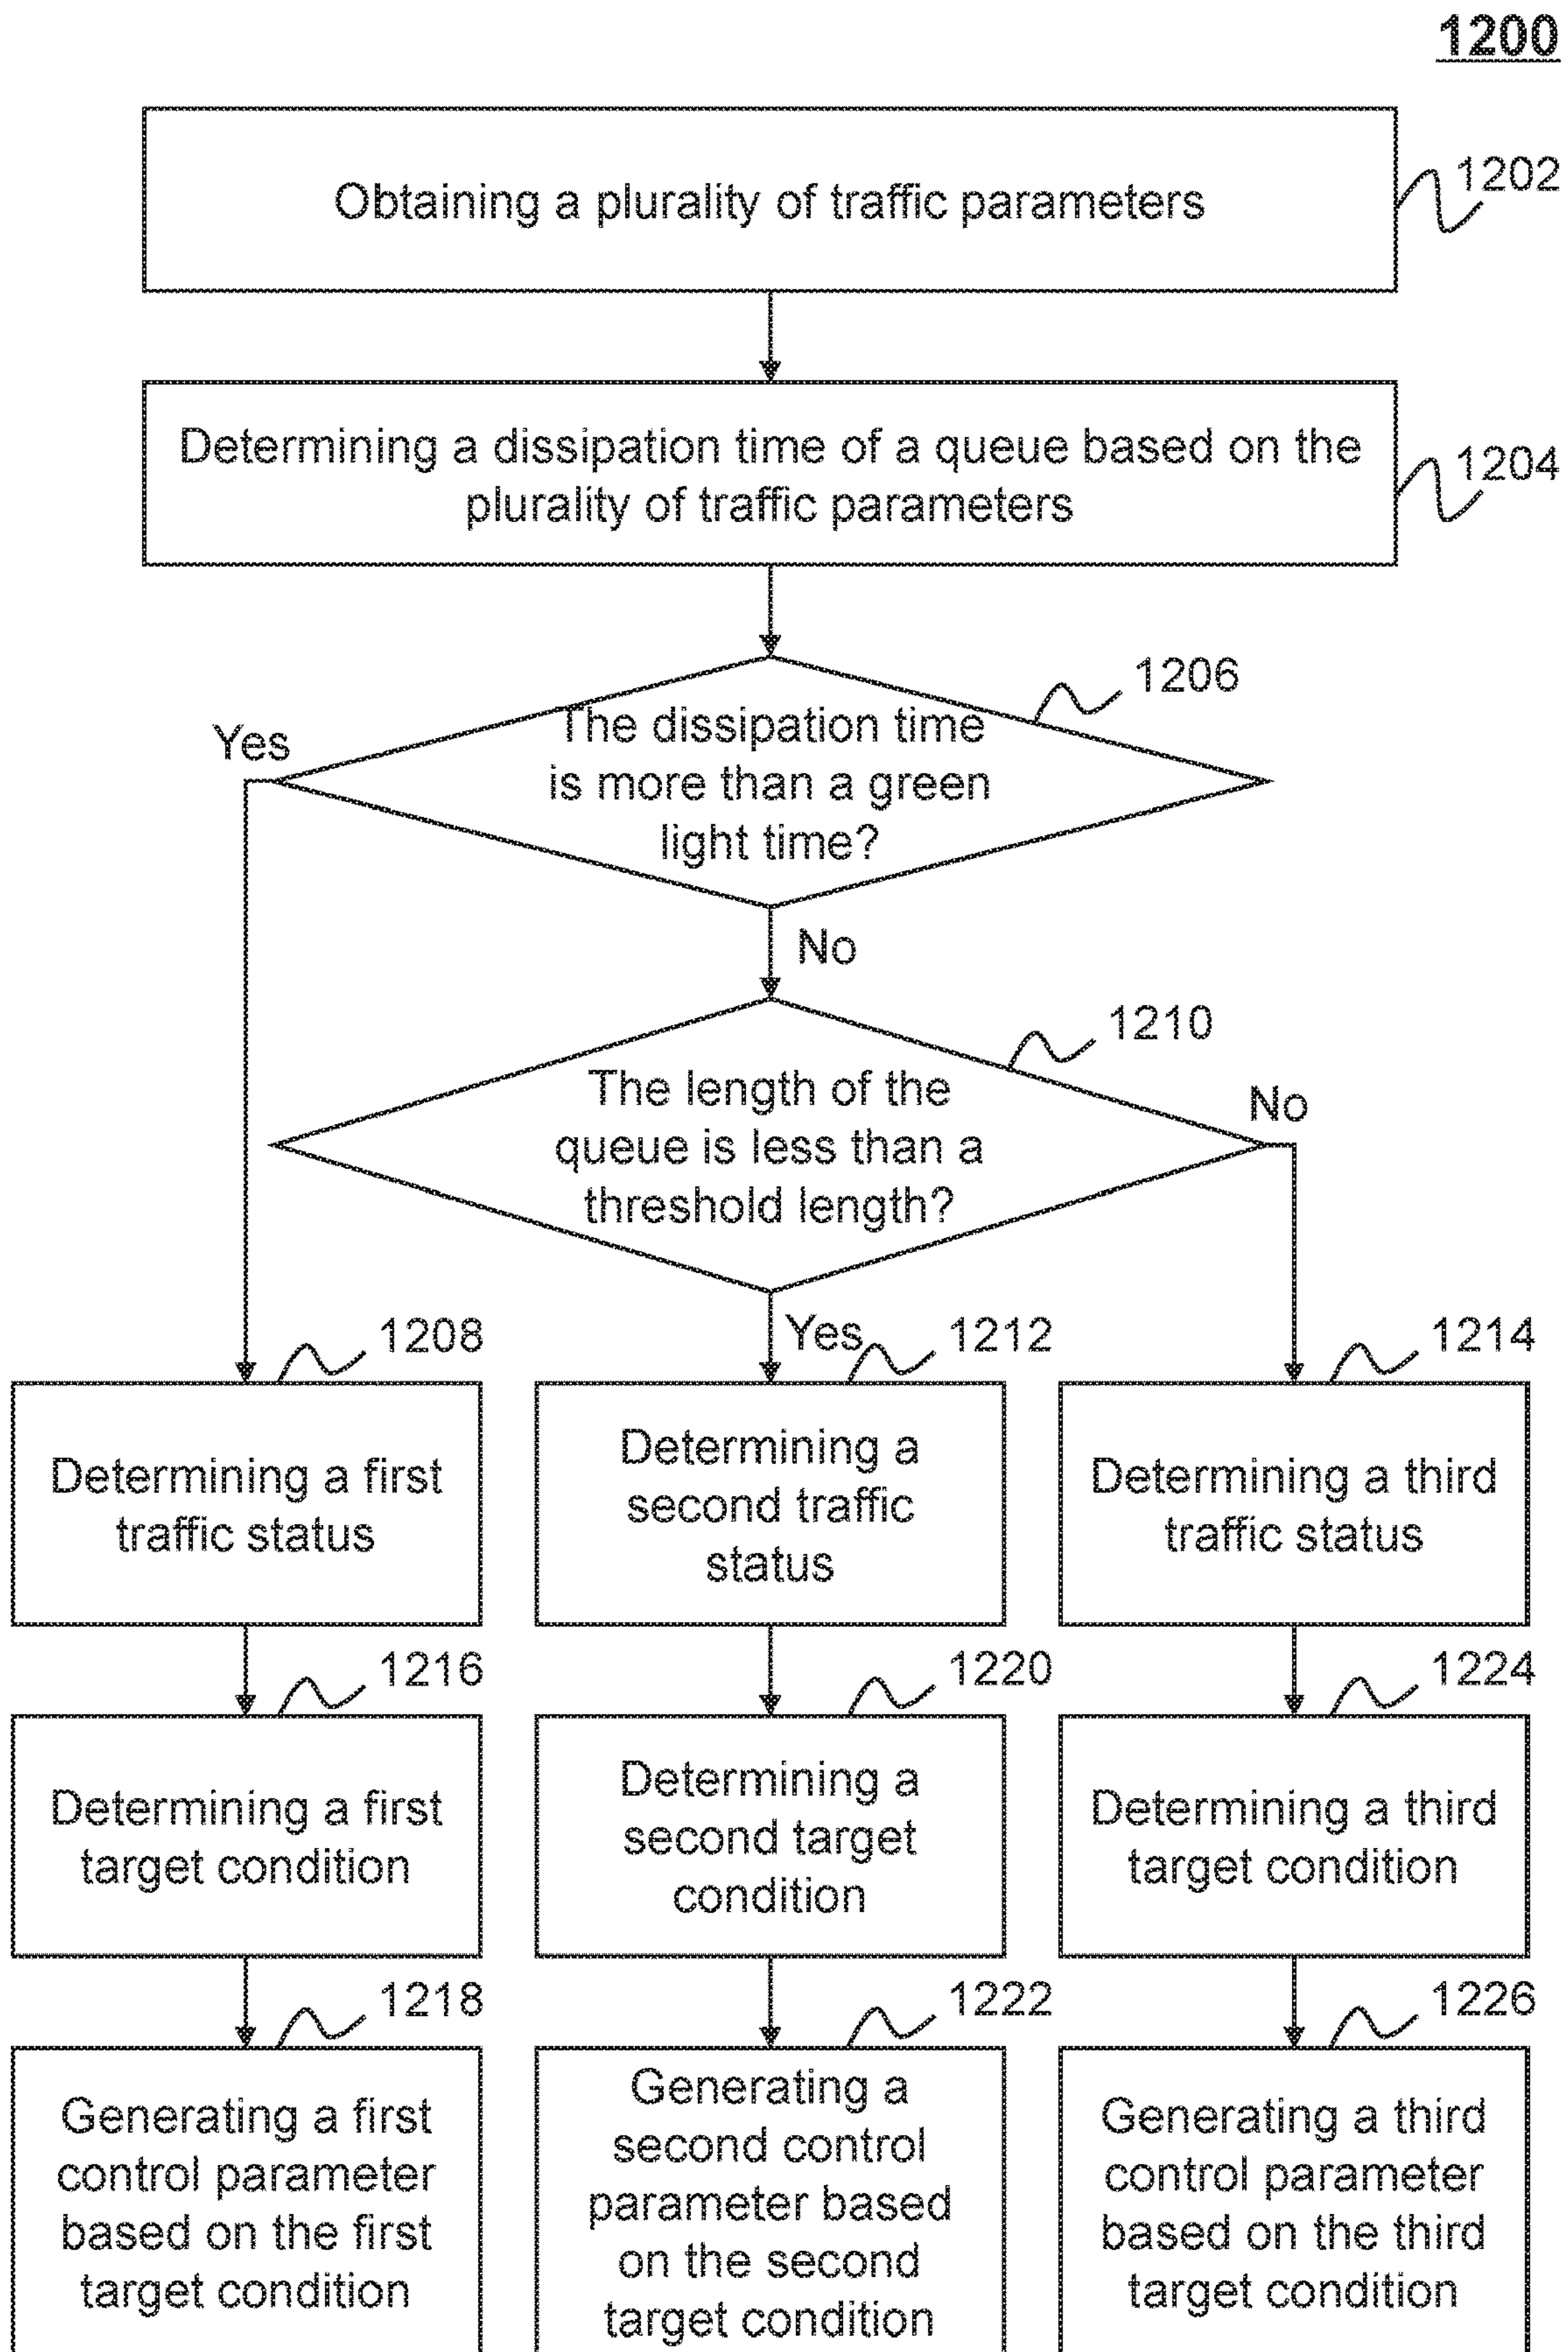 1200
Obtaining a plurality of traffic parameters
1202
Determining a dissipation time of a queue based on the
plurality of traffic parameters
1204
1206
Yes
The dissipation time
is more than a green
light time?
No
1210
The length of the
queue is less than a
threshold length?
No
Yes
1208
1212
1214
Determining a first
traffic status
Determining a
second traffic
status
Determining a third
traffic status
1216
1220
1224
Determining a first
target condition
Determining a
second target
condition
Determining a third
target condition
1218
1222
1226
Generating a first
control parameter
based on the first
target condition
Generating a
second control
parameter based
on the second
target condition
Generating a third
control parameter
based on the third
target condition